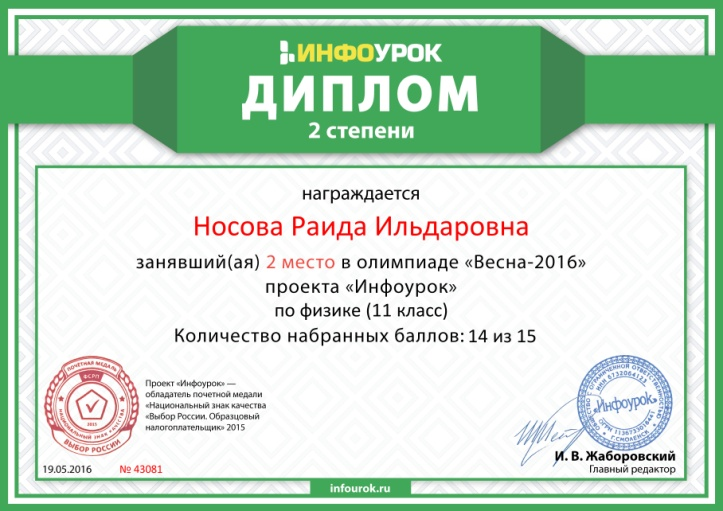 ИНФОУРОК
ДИПЛОМ
2 степени
награждается
Носова Раида Ильдаровна
занявший(ая) 2 место в олимпиаде «Весна-2016»
проекта «Инфоурок»
по физике (11 класс)
Количество набранных баллов: 14 из 15
ПОЧЕТНАЯ МЕДАЛЬ
ВСРП
2015
НАЦИОНАЛЬНЫЙ ЗНАК КАЧЕСТВА
ВЫБОР РОССИИ
Проект «Инфоурок» —
обладатель почетной медали
«Национальный знак качества
«Выбор России. Образцовый
налогоплательщик» 2015
«Инфоурок»
Г. СМОЛЕНСК
И. В. Жаборовский
Главный редактор
19.05.2016 № 43081
infourok.ru